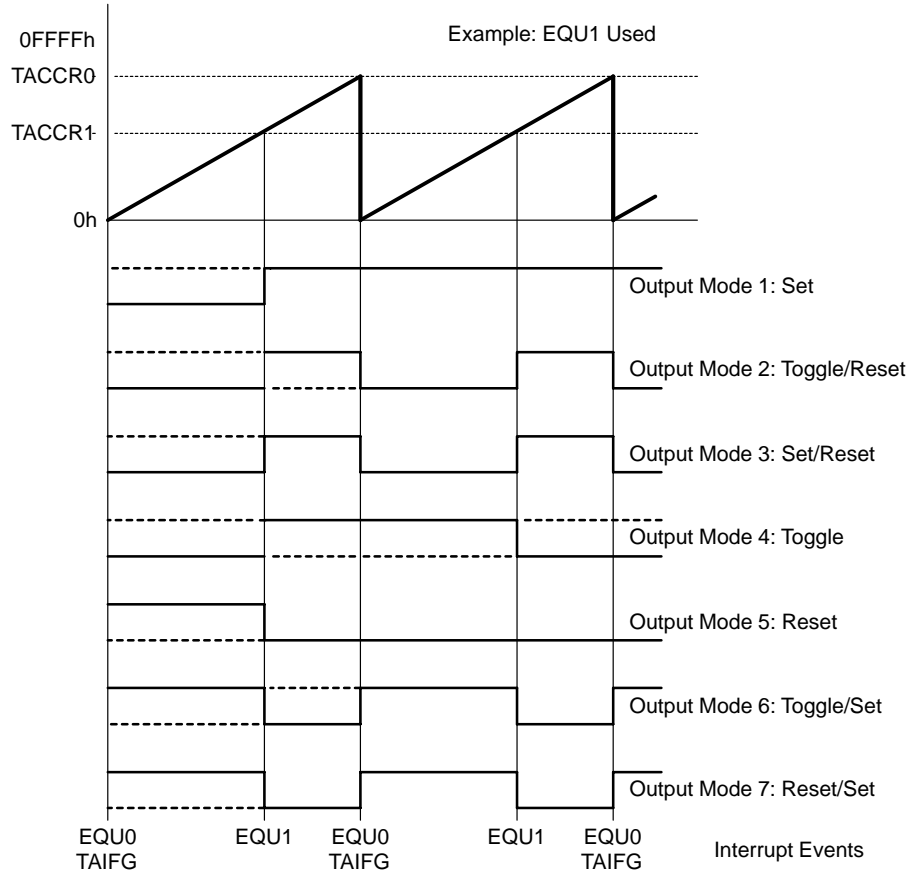 0FFFFh
Example: EQU1 Used
TACCR0
TACCR1
0h
Output Mode 1: Set
Output Mode 2: Toggle/Reset
Output Mode 3: Set/Reset
Output Mode 4: Toggle
Output Mode 5: Reset
Output Mode 6: Toggle/Set
Output Mode 7: Reset/Set
EQU0 EQU1 EQU0 EQU1 EQU0
TAIFG TAIFG TAIFG
Interrupt Events